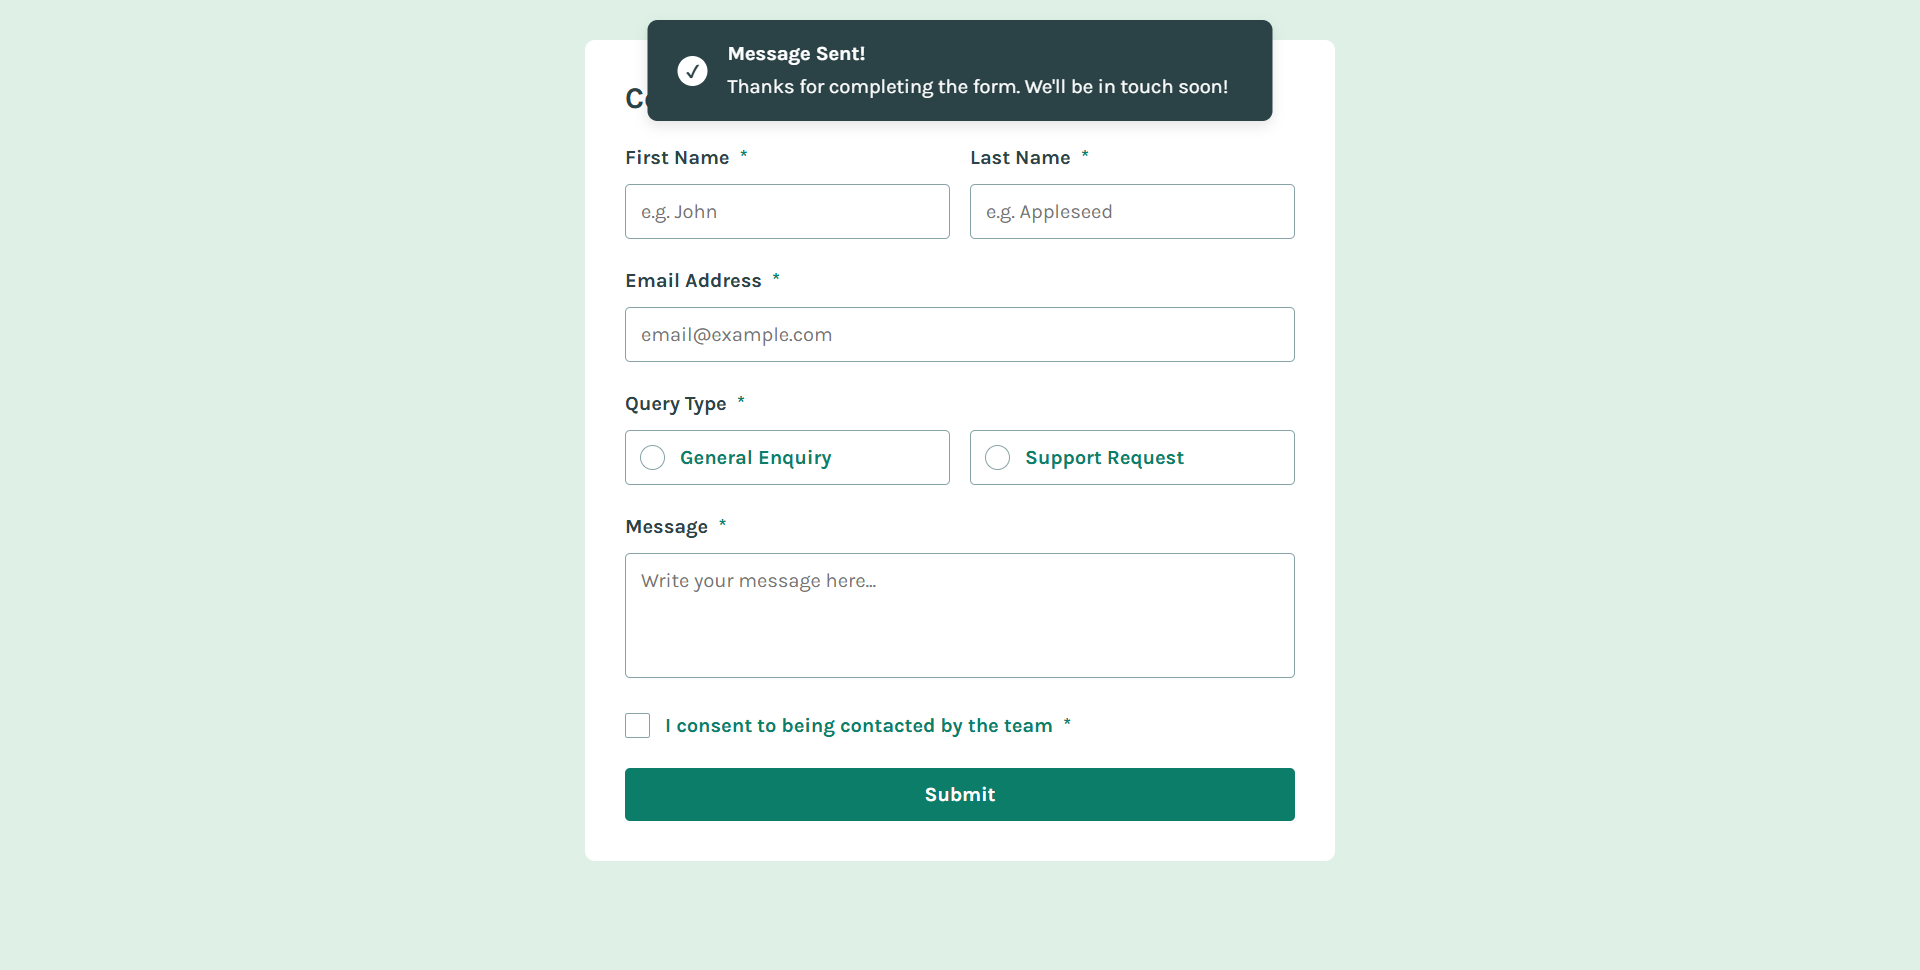 Message Sent!
Thanks for completing the form. We'll be in touch soon!
First Name *
Last Name *
e.g. John
e.g. Appleseed
Email Address *
email@example.com
Query Type *
General Enquiry
Support Request
Message *
Write your message here...
I consent to being contacted by the team *
Submit